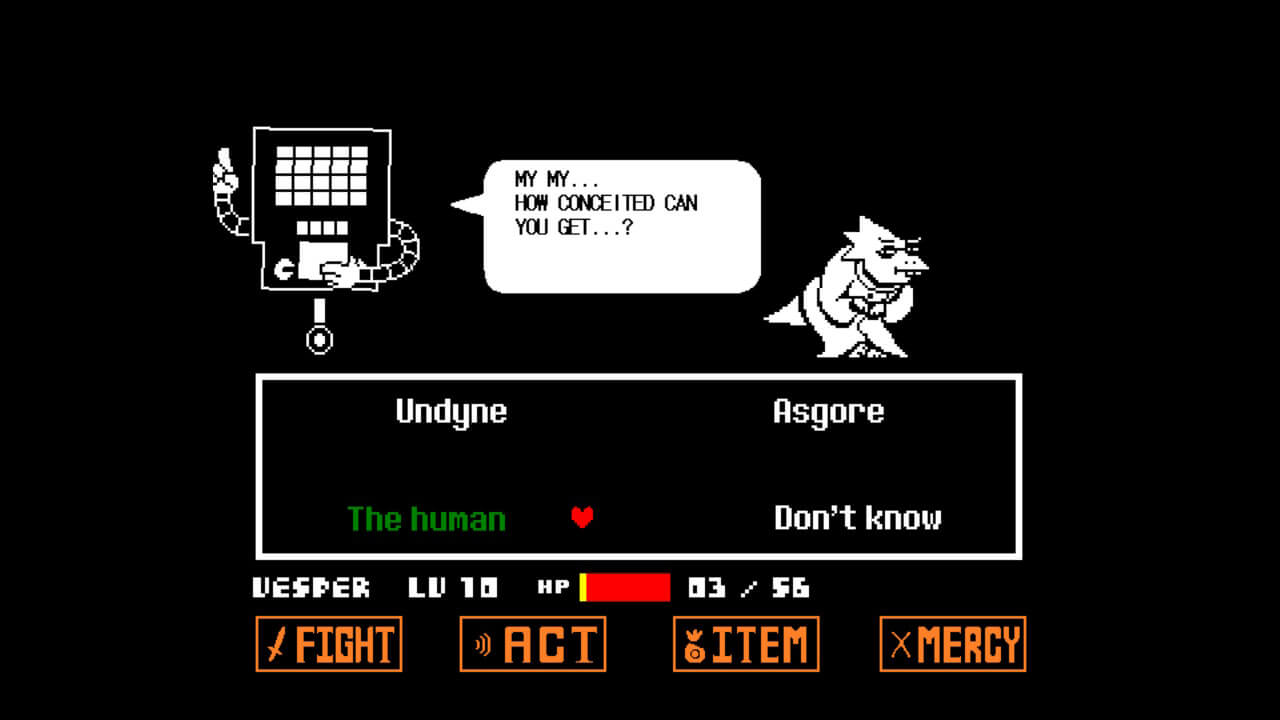 MY MY...
HOW CONCEITED CAN
YOU GET...?
Undyne Asgore
The human Don't know
VESPER LV 10 HP 03 / 56
FIGHT ACT ITEM MERCY